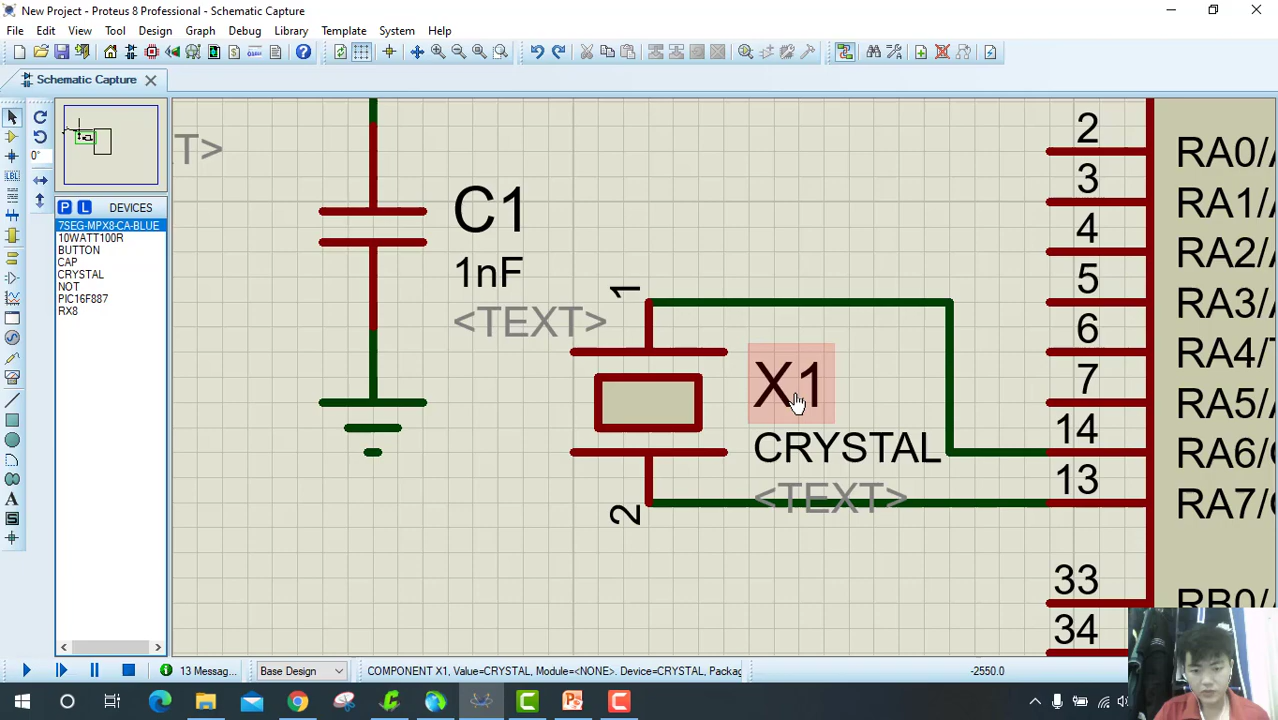 New Project - Proteus 8 Professional - Schematic Capture
File Edit View Tool Design Graph Debug Library Template System Help
Schematic Capture
0°
P L DEVICES
7SEG-MPX8-CA-BLUE
10WATT100R
BUTTON
CAP
CRYSTAL
NOT
PIC16F887
RX8
T>
C1
1nF
<TEXT>
1
X1
CRYSTAL
<TEXT>
2
2 RA0/
3 RA1/
4 RA2/
5 RA3/
6 RA4/T
7 RA5/
14 RA6/
13 RA7/
33 RB0/
34
13 Messag...
Base Design
COMPONENT X1, Value=CRYSTAL, Module=<NONE>. Device=CRYSTAL, Packag
-2550.0